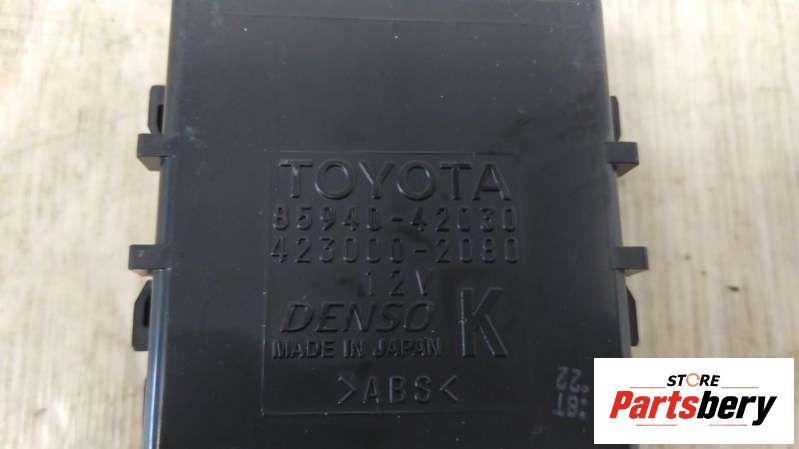 TOYOTA
85940-42030
423000-2080
12V
DENSO K
MADE IN JAPAN
>ABS<
STORE
Partsbery